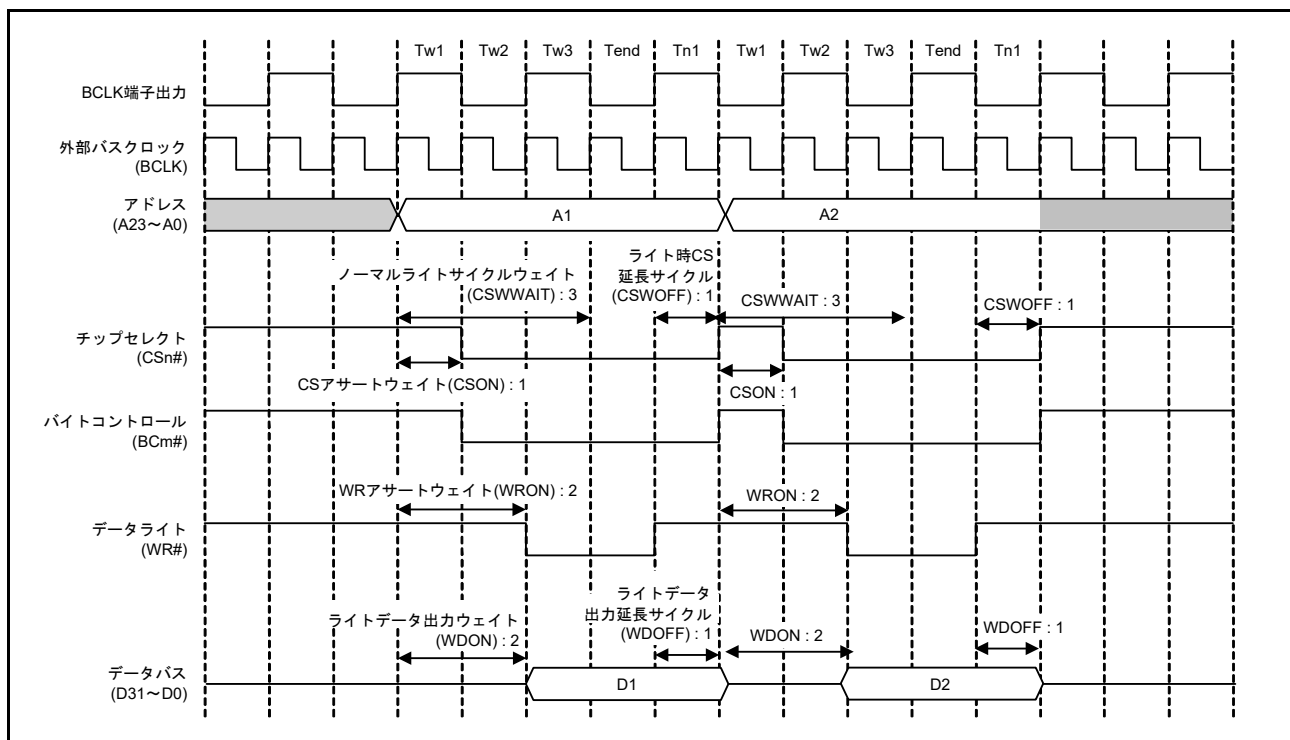 Tw1 Tw2 Tw3 Tend Tn1 Tw1 Tw2 Tw3 Tend Tn1
BCLK端子出力
外部バスクロック
(BCLK)
アドレス
(A23～A0)
A1
A2
ノーマルライトサイクルウェイト
(CSWWAIT) : 3
ライト時CS
延長サイクル
(CSWOFF) : 1
CSWWAIT : 3
CSWOFF : 1
チップセレクト
(CSn#)
CSアサートウェイト(CSON) : 1
CSON : 1
バイトコントロール
(BCm#)
WRアサートウェイト(WRON) : 2
WRON : 2
データライト
(WR#)
ライトデータ出力ウェイト
(WDON) : 2
ライトデータ
出力延長サイクル
(WDOFF) : 1
WDON : 2
WDOFF : 1
データバス
(D31～D0)
D1
D2